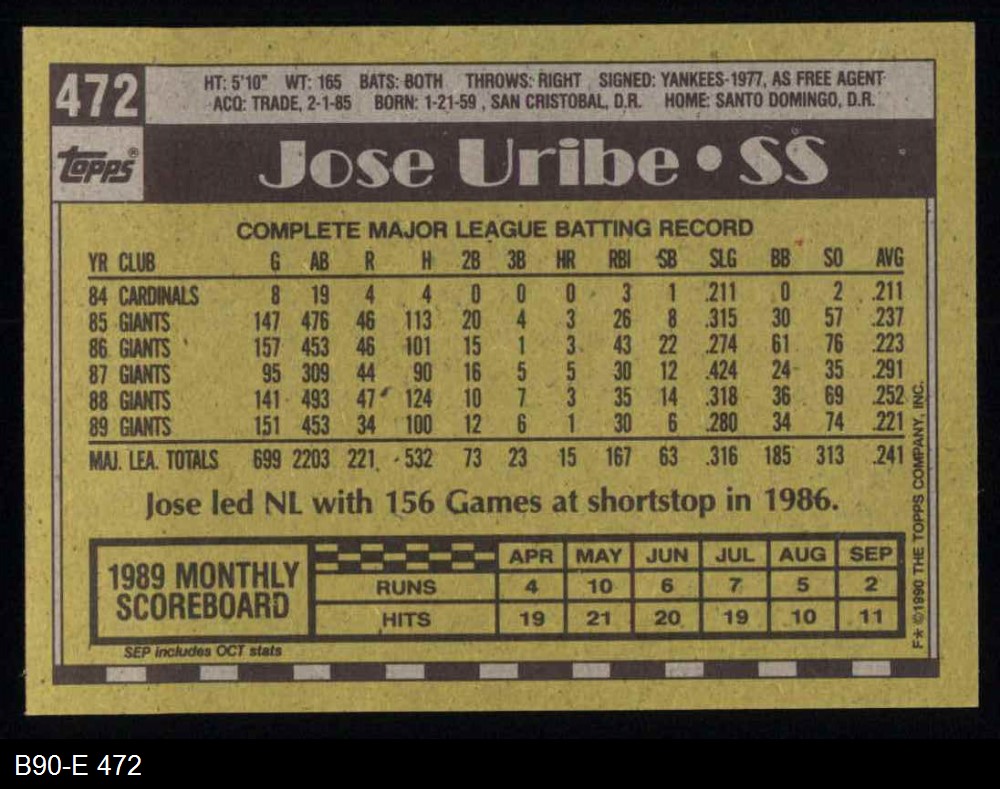 472
HT: 5'10" WT: 165 BATS: BOTH THROWS: RIGHT SIGNED: YANKEES-1977, AS FREE AGENT
ACQ: TRADE, 2-1-85 BORN: 1-21-59 , SAN CRISTOBAL, D.R. HOME: SANTO DOMINGO, D.R.
TOPPS®
Jose Uribe • SS
COMPLETE MAJOR LEAGUE BATTING RECORD
YR CLUB G AB R H 2B 3B HR RBI SB SLG BB SO AVG
84 CARDINALS 8 19 4 4 0 0 0 3 1 .211 0 2 .211
85 GIANTS 147 476 46 113 20 4 3 26 8 .315 30 57 .237
86 GIANTS 157 453 46 101 15 1 3 43 22 .274 61 76 .223
87 GIANTS 95 309 44 90 16 5 5 30 12 .424 24 35 .291
88 GIANTS 141 493 47 124 10 7 3 35 14 .318 36 69 .252
89 GIANTS 151 453 34 100 12 6 1 30 6 .280 34 74 .221
MAJ. LEA. TOTALS 699 2203 221 532 73 23 15 167 63 .316 185 313 .241
Jose led NL with 156 Games at shortstop in 1986.
1989 MONTHLY
SCOREBOARD
APR MAY JUN JUL AUG SEP
RUNS 4 10 6 7 5 2
HITS 19 21 20 19 10 11
SEP includes OCT stats
F* ©1990 THE TOPPS COMPANY, INC.
B90-E 472